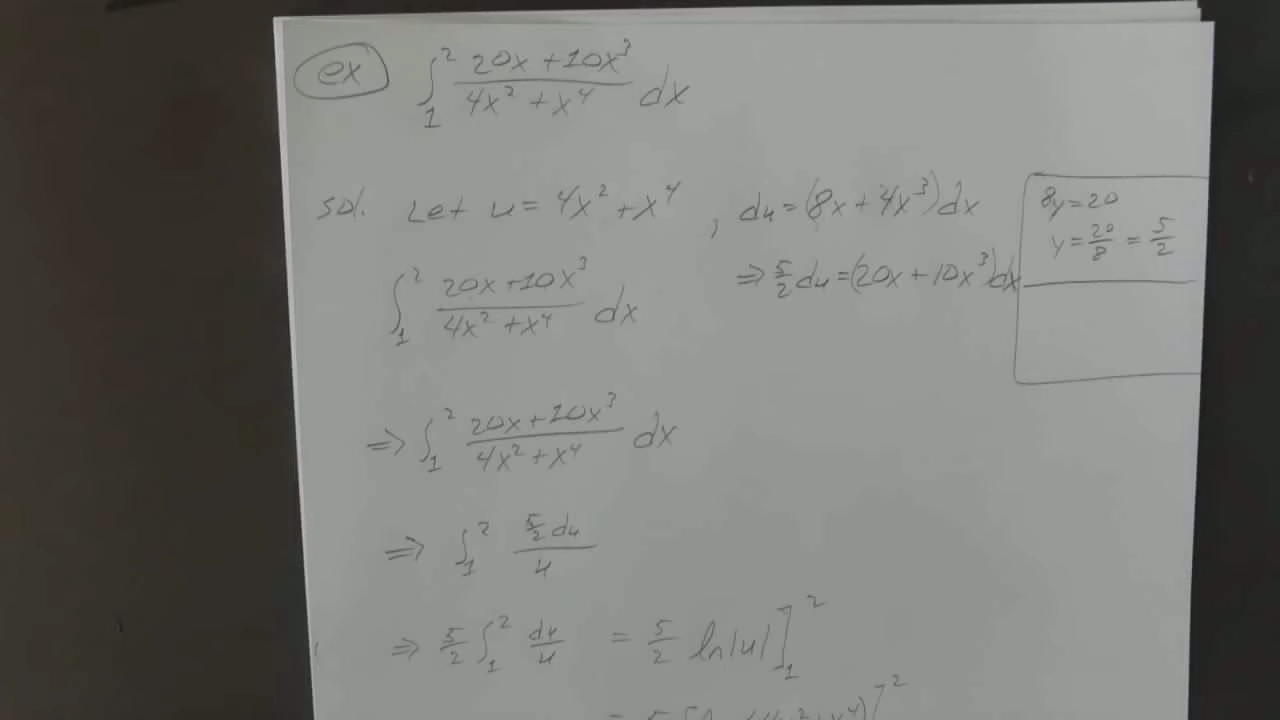 ex ∫₁² (20x + 10x³)/(4x² + x⁴) dx
sol. Let u = 4x² + x⁴ , du = (8x + 4x³)dx
⇒ 5/2 du = (20x + 10x³)dx
8y = 20
y = 20/8 = 5/2
∫₁² (20x + 10x³)/(4x² + x⁴) dx
⇒ ∫₁² (20x + 10x³)/(4x² + x⁴) dx
⇒ ∫₁² (5/2 du)/u
⇒ 5/2 ∫₁² du/u = 5/2 ln|u|]₁²